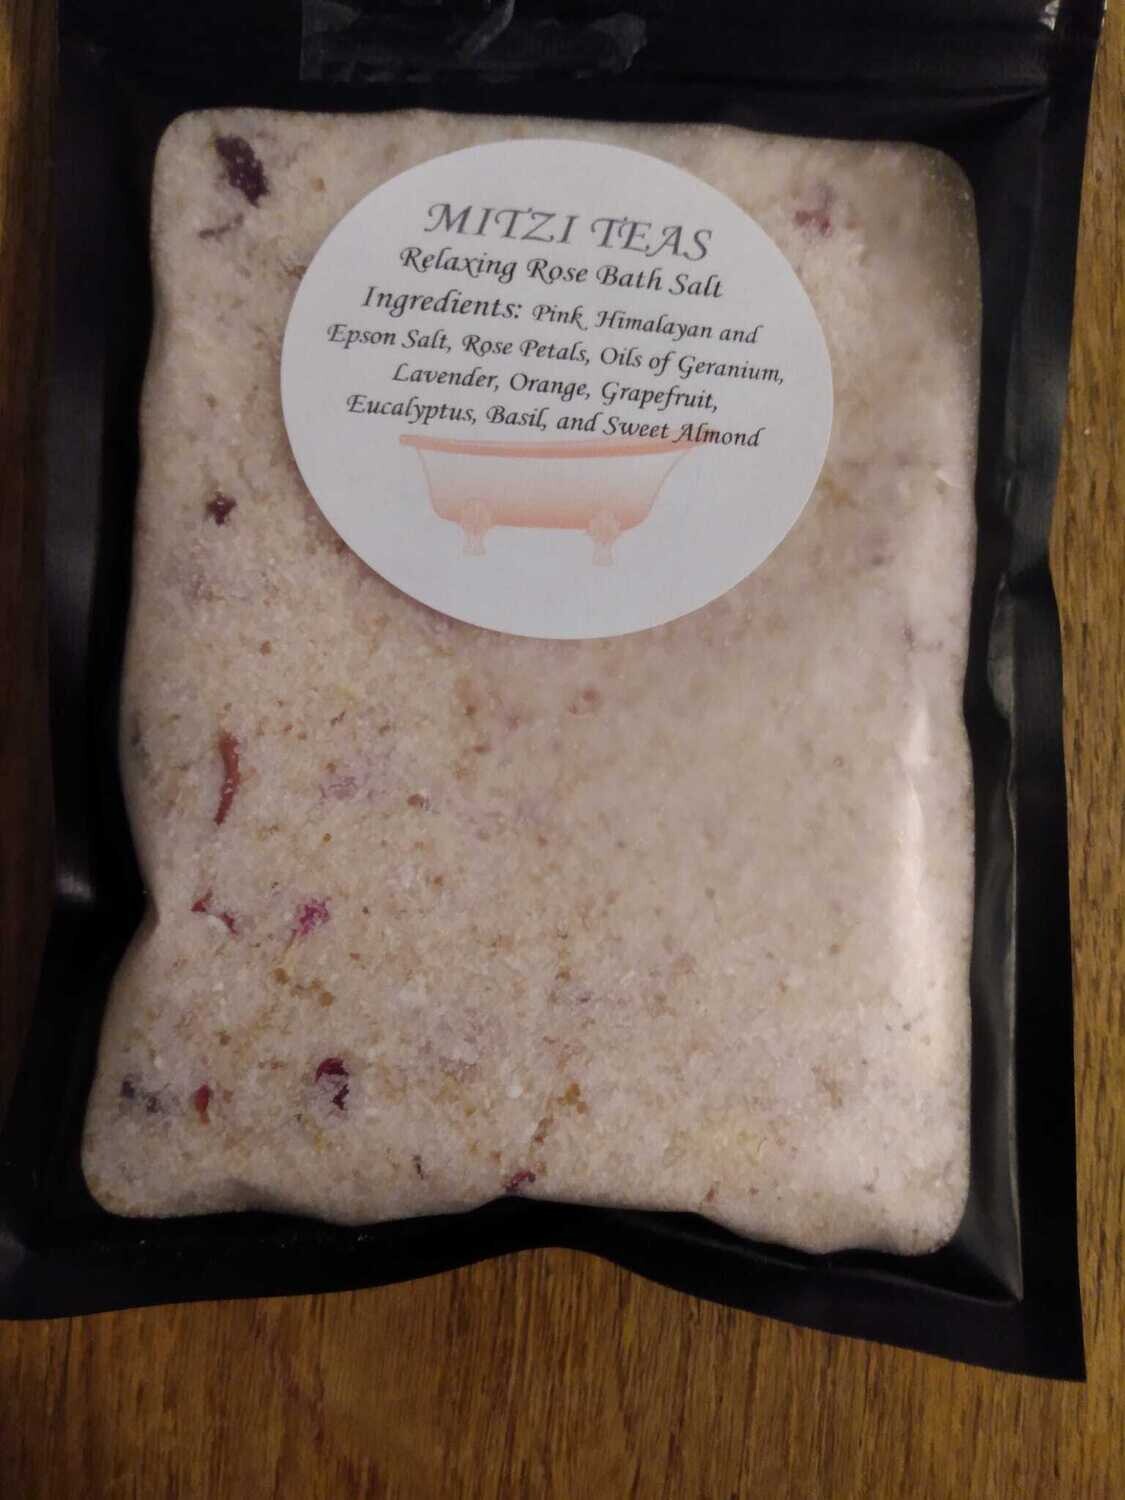 MITZI TEAS
Relaxing Rose Bath Salt
Ingredients: Pink Himalayan and
Epson Salt, Rose Petals, Oils of Geranium,
Lavender, Orange, Grapefruit,
Eucalyptus, Basil, and Sweet Almond